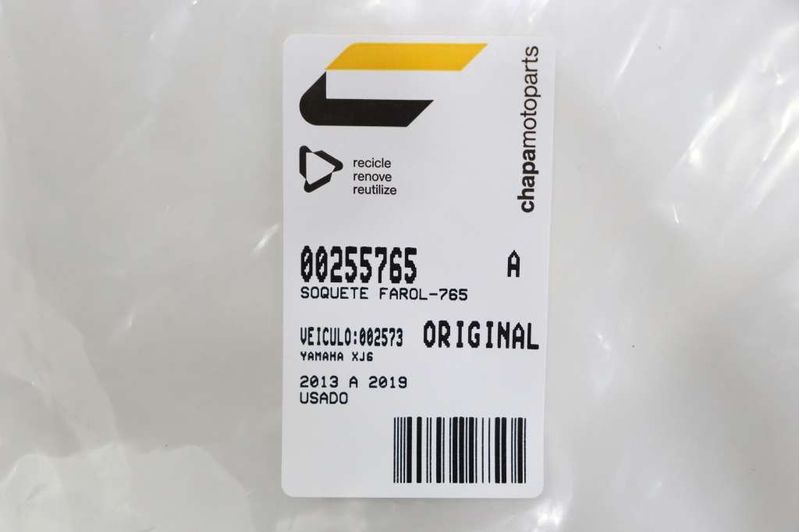 chapamotoparts
recicle
renove
reutilize
00255765 A
SOQUETE FAROL-765
VEICULO:002573 ORIGINAL
YAMAHA XJ6
2013 A 2019
USADO